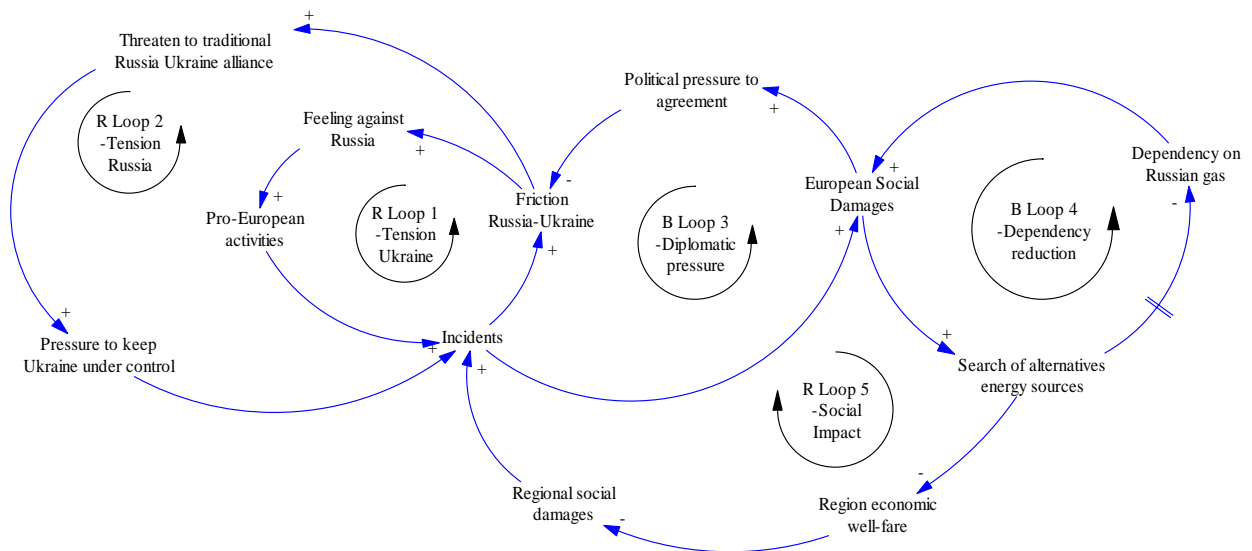 +
Threaten to traditional
Russia Ukraine alliance
R Loop 2
-Tension
Russia
Feeling against
Russia
+
+
Pro-European
activities
R Loop 1
-Tension
Ukraine
Friction
Russia-Ukraine
-
+
Political pressure to
agreement
+
B Loop 3
-Diplomatic
pressure
European Social
Damages
+
+
B Loop 4
-Dependency
reduction
Dependency on
Russian gas
-
+
Pressure to keep
Ukraine under control
Incidents
+
+
+
Search of alternatives
energy sources
R Loop 5
-Social
Impact
-
Region economic
well-fare
-
Regional social
damages